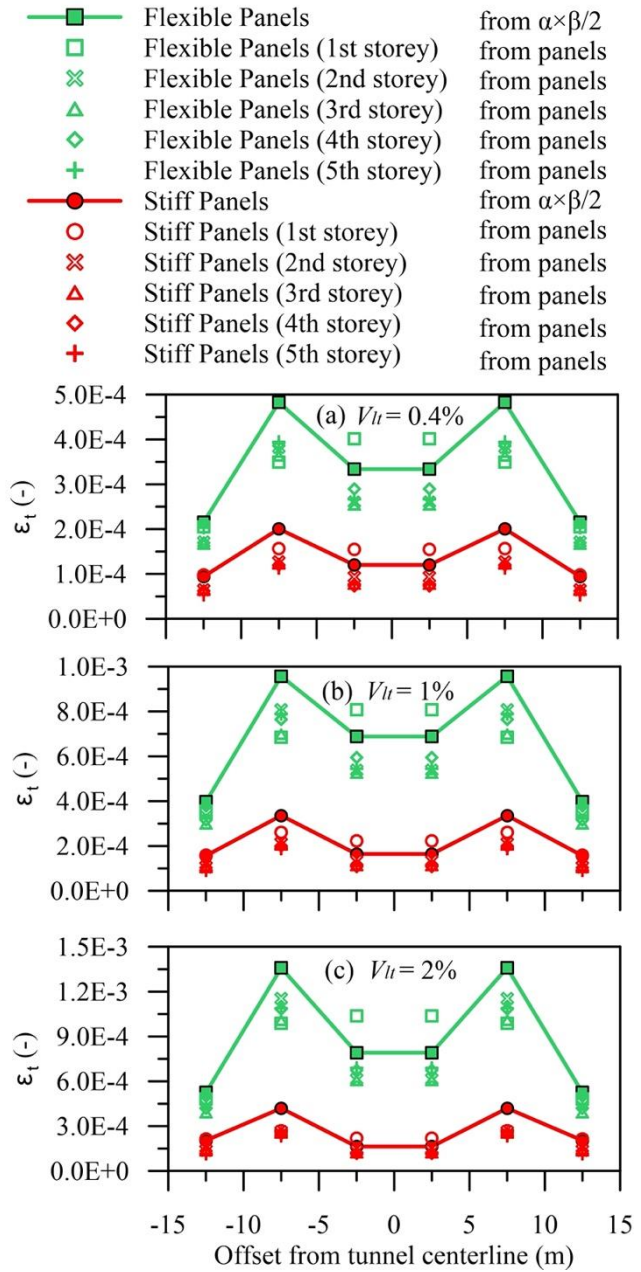 Flexible Panels from α×β/2
Flexible Panels (1st storey) from panels
Flexible Panels (2nd storey) from panels
Flexible Panels (3rd storey) from panels
Flexible Panels (4th storey) from panels
Flexible Panels (5th storey) from panels
Stiff Panels from α×β/2
Stiff Panels (1st storey) from panels
Stiff Panels (2nd storey) from panels
Stiff Panels (3rd storey) from panels
Stiff Panels (4th storey) from panels
Stiff Panels (5th storey) from panels
5.0E-4
(a) Vlt = 0.4%
4.0E-4
3.0E-4
εt (-)
2.0E-4
1.0E-4
0.0E+0
1.0E-3
(b) Vlt = 1%
8.0E-4
6.0E-4
εt (-)
4.0E-4
2.0E-4
0.0E+0
1.5E-3
(c) Vlt = 2%
1.2E-3
9.0E-4
εt (-)
6.0E-4
3.0E-4
0.0E+0
-15 -10 -5 0 5 10 15
Offset from tunnel centerline (m)